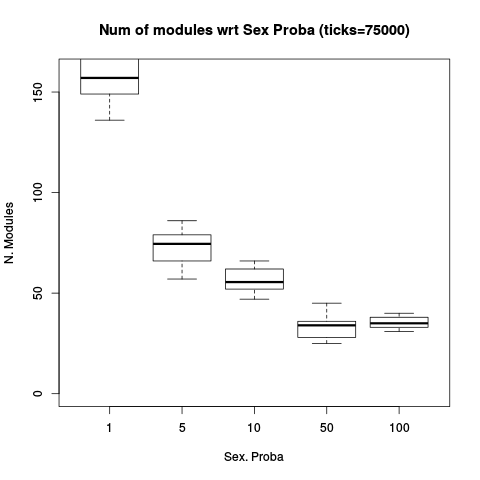 Num of modules wrt Sex Proba (ticks=75000)
150
100
50
0
N. Modules
1 5 10 50 100
Sex. Proba